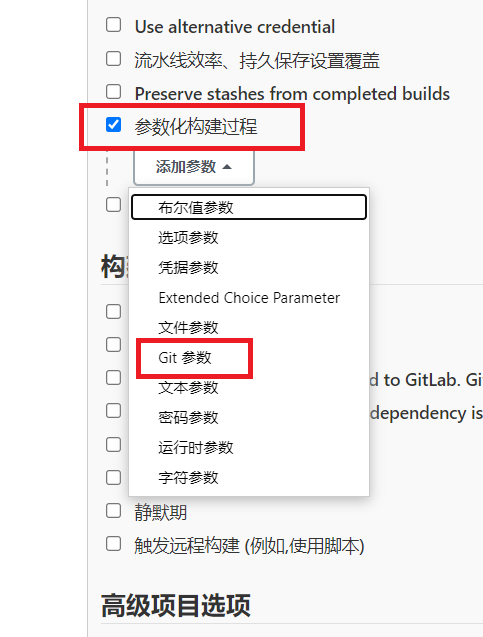 Use alternative credential
流水线效率、持久保存设置覆盖
Preserve stashes from completed builds
参数化构建过程
添加参数
布尔值参数
选项参数
凭据参数
Extended Choice Parameter
文件参数
Git 参数
文本参数
密码参数
运行时参数
字符参数
构
d to GitLab. Gi
dependency is
静默期
触发远程构建 (例如,使用脚本)
高级项目选项